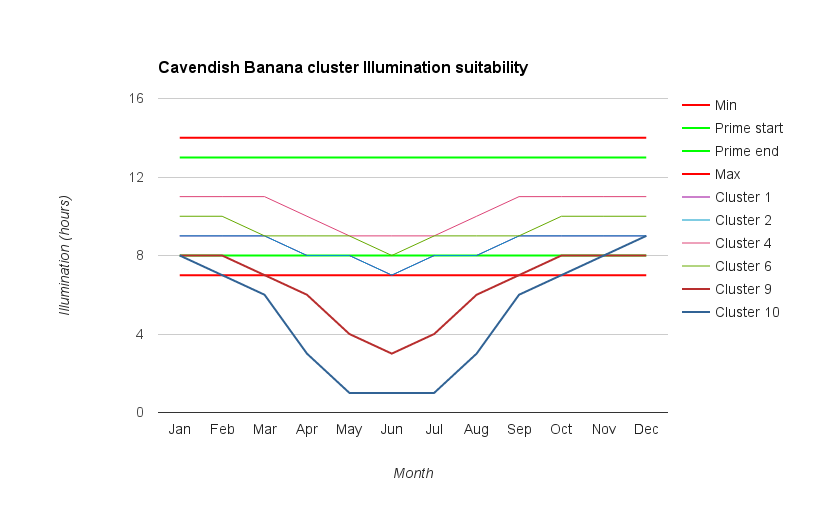 Cavendish Banana cluster Illumination suitability
16
12
8
4
0
Illumination (hours)
Jan Feb Mar Apr May Jun Jul Aug Sep Oct Nov Dec
Month
Min
Prime start
Prime end
Max
Cluster 1
Cluster 2
Cluster 4
Cluster 6
Cluster 9
Cluster 10